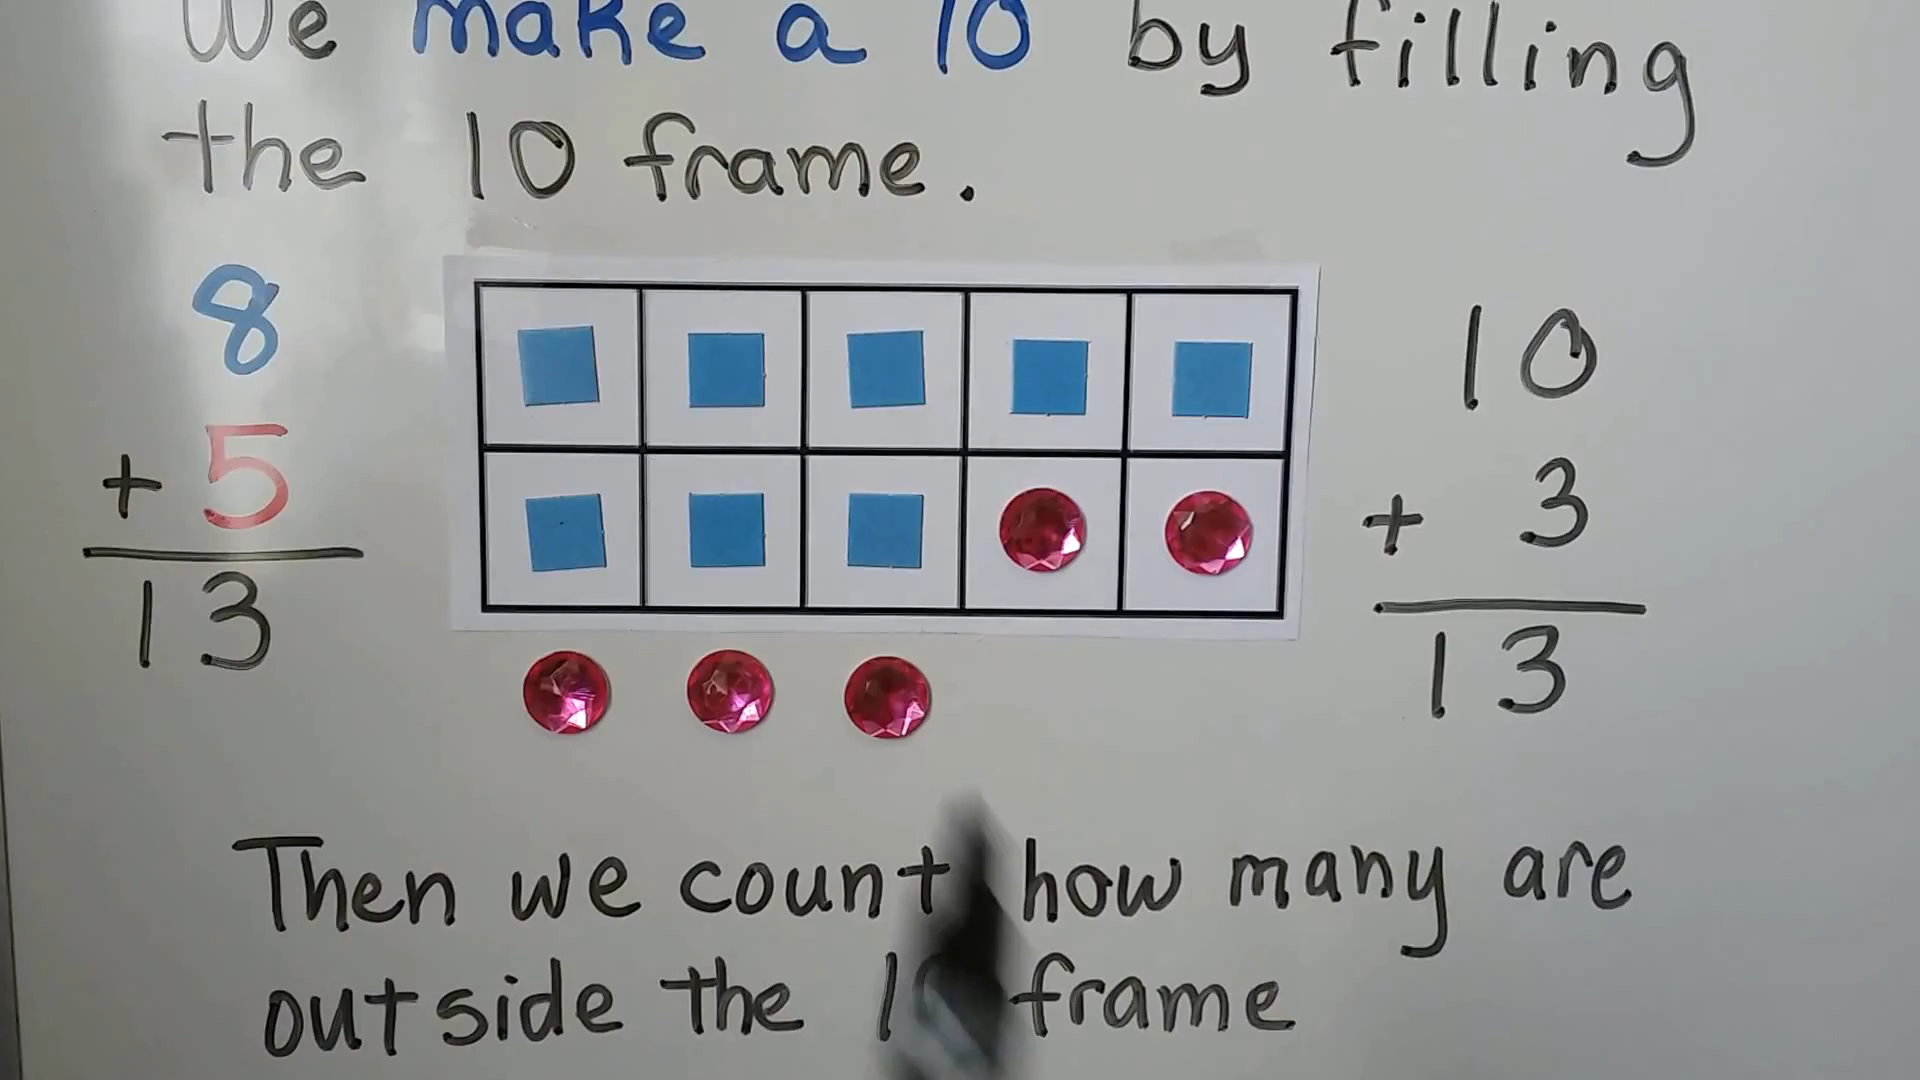 We make a 10 by filling
the 10 frame.
8
+ 5
13
10
+ 3
13
Then we count how many are
outside the 10 frame